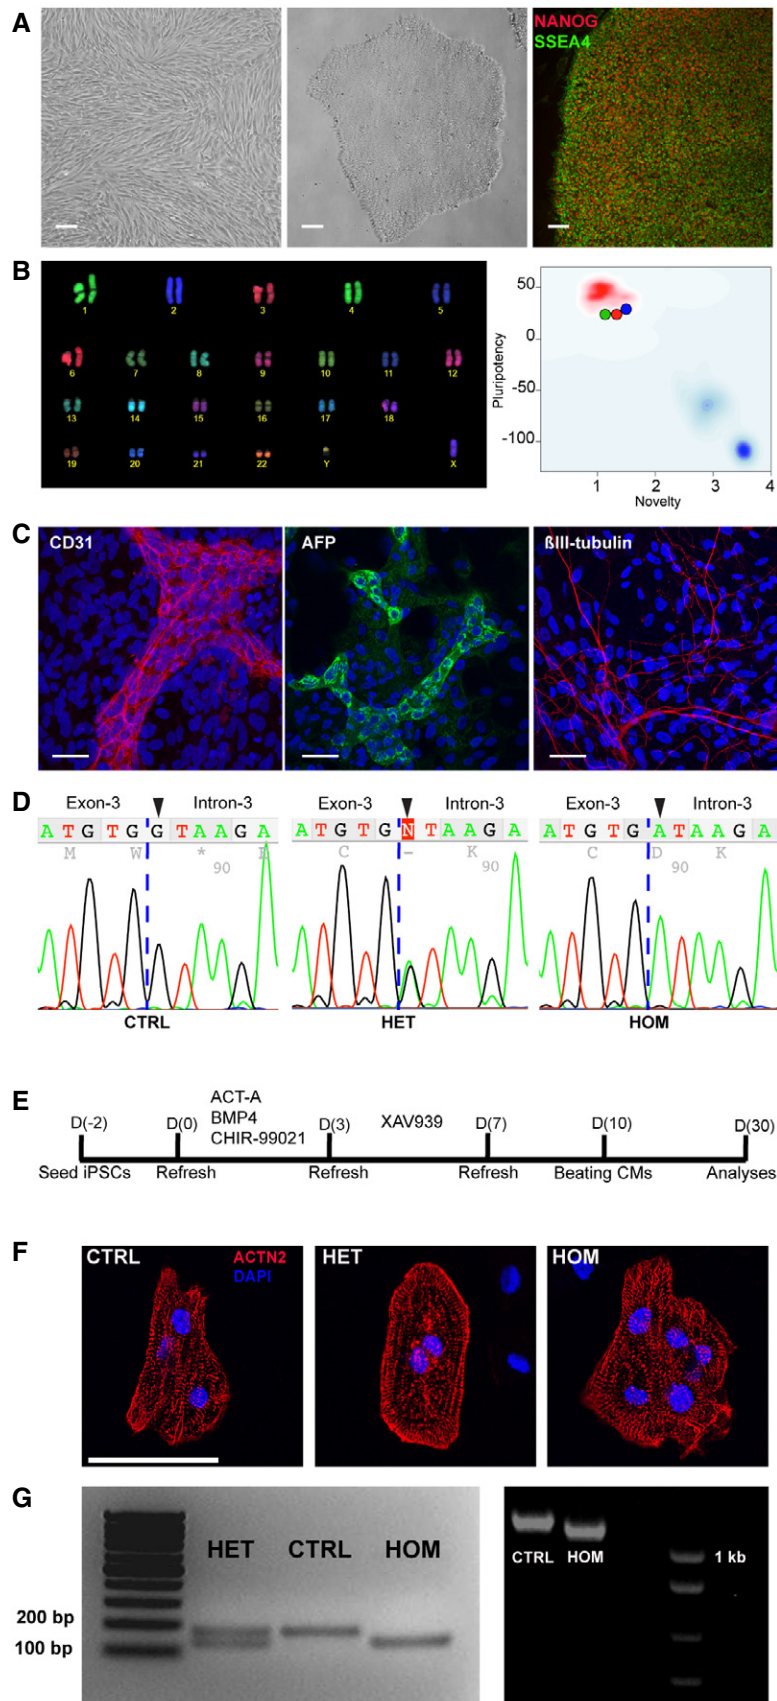 A
NANOG
SSEA4
B
1 2 3 4 5
6 7 8 9 10 11 12
13 14 15 16 17 18
19 20 21 22 Y X
50
0
-50
-100
Pluripotency
1 2 3 4
Novelty
C
CD31 AFP ßIII-tubulin
D
Exon-3 Intron-3 Exon-3 Intron-3 Exon-3 Intron-3
A T G T G G T A A G A A T G T G N T A A G A A T G T G A T A A G A
M W * R C – K C D K
90 90 90
CTRL HET HOM
E
ACT-A
BMP4
CHIR-99021
XAV939
D(-2) D(0) D(3) D(7) D(10) D(30)
Seed iPSCs Refresh Refresh Refresh Beating CMs Analyses
F
CTRL ACTN2 HET HOM
DAPI
G
HET CTRL HOM
200 bp
100 bp
CTRL HOM 1 kb